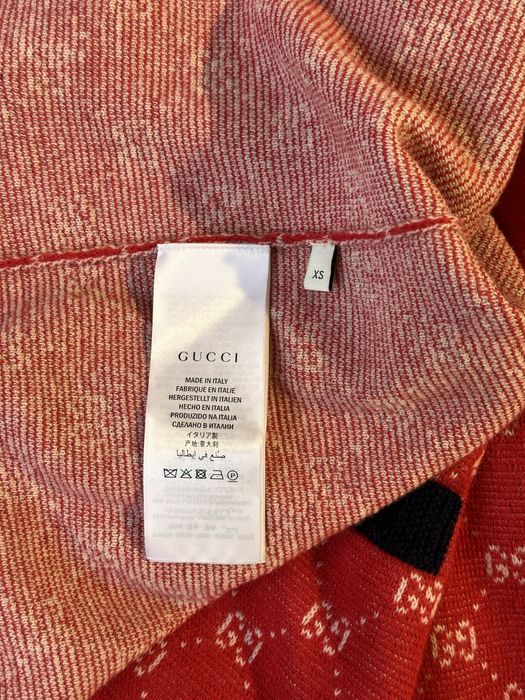 XS
GUCCI
MADE IN ITALY
FABRIQUE EN ITALIE
HERGESTELLT IN ITALIEN
HECHO EN ITALIA
PRODUZIDO NA ITALIA
СДЕЛАНО В ИТАЛИИ
イタリア製
产地:意大利
صنع في إيطاليا
P